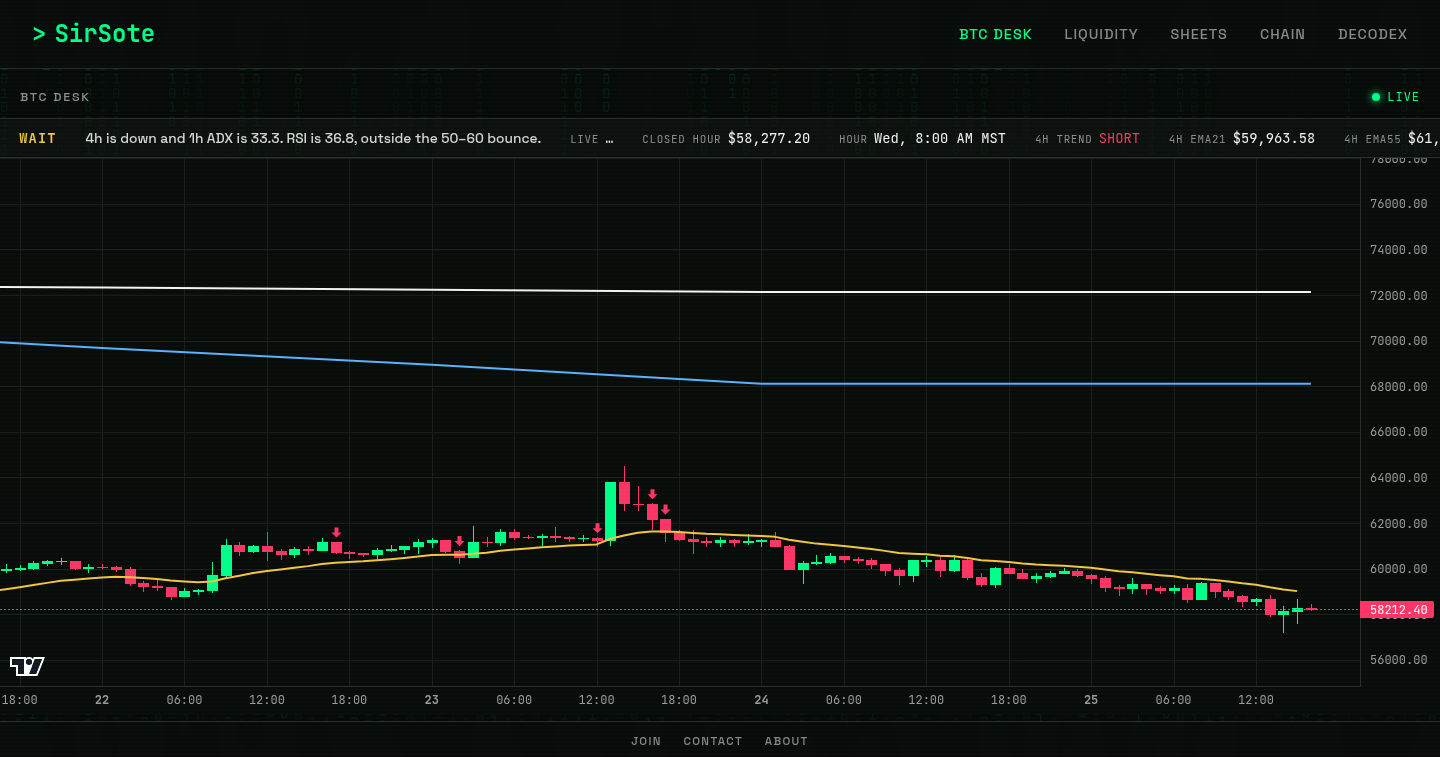 > SirSote
BTC DESK LIQUIDITY SHEETS CHAIN DECODEX
BTC DESK
LIVE
WAIT 4h is down and 1h ADX is 33.3. RSI is 36.8, outside the 50–60 bounce. LIVE … CLOSED HOUR $58,277.20 HOUR Wed, 8:00 AM MST 4H TREND SHORT 4H EMA21 $59,963.58 4H EMA55 $61,
78000.00
76000.00
74000.00
72000.00
70000.00
68000.00
66000.00
64000.00
62000.00
60000.00
58212.40
56000.00
18:00 22 06:00 12:00 18:00 23 06:00 12:00 18:00 24 06:00 12:00 18:00 25 06:00 12:00
JOIN CONTACT ABOUT